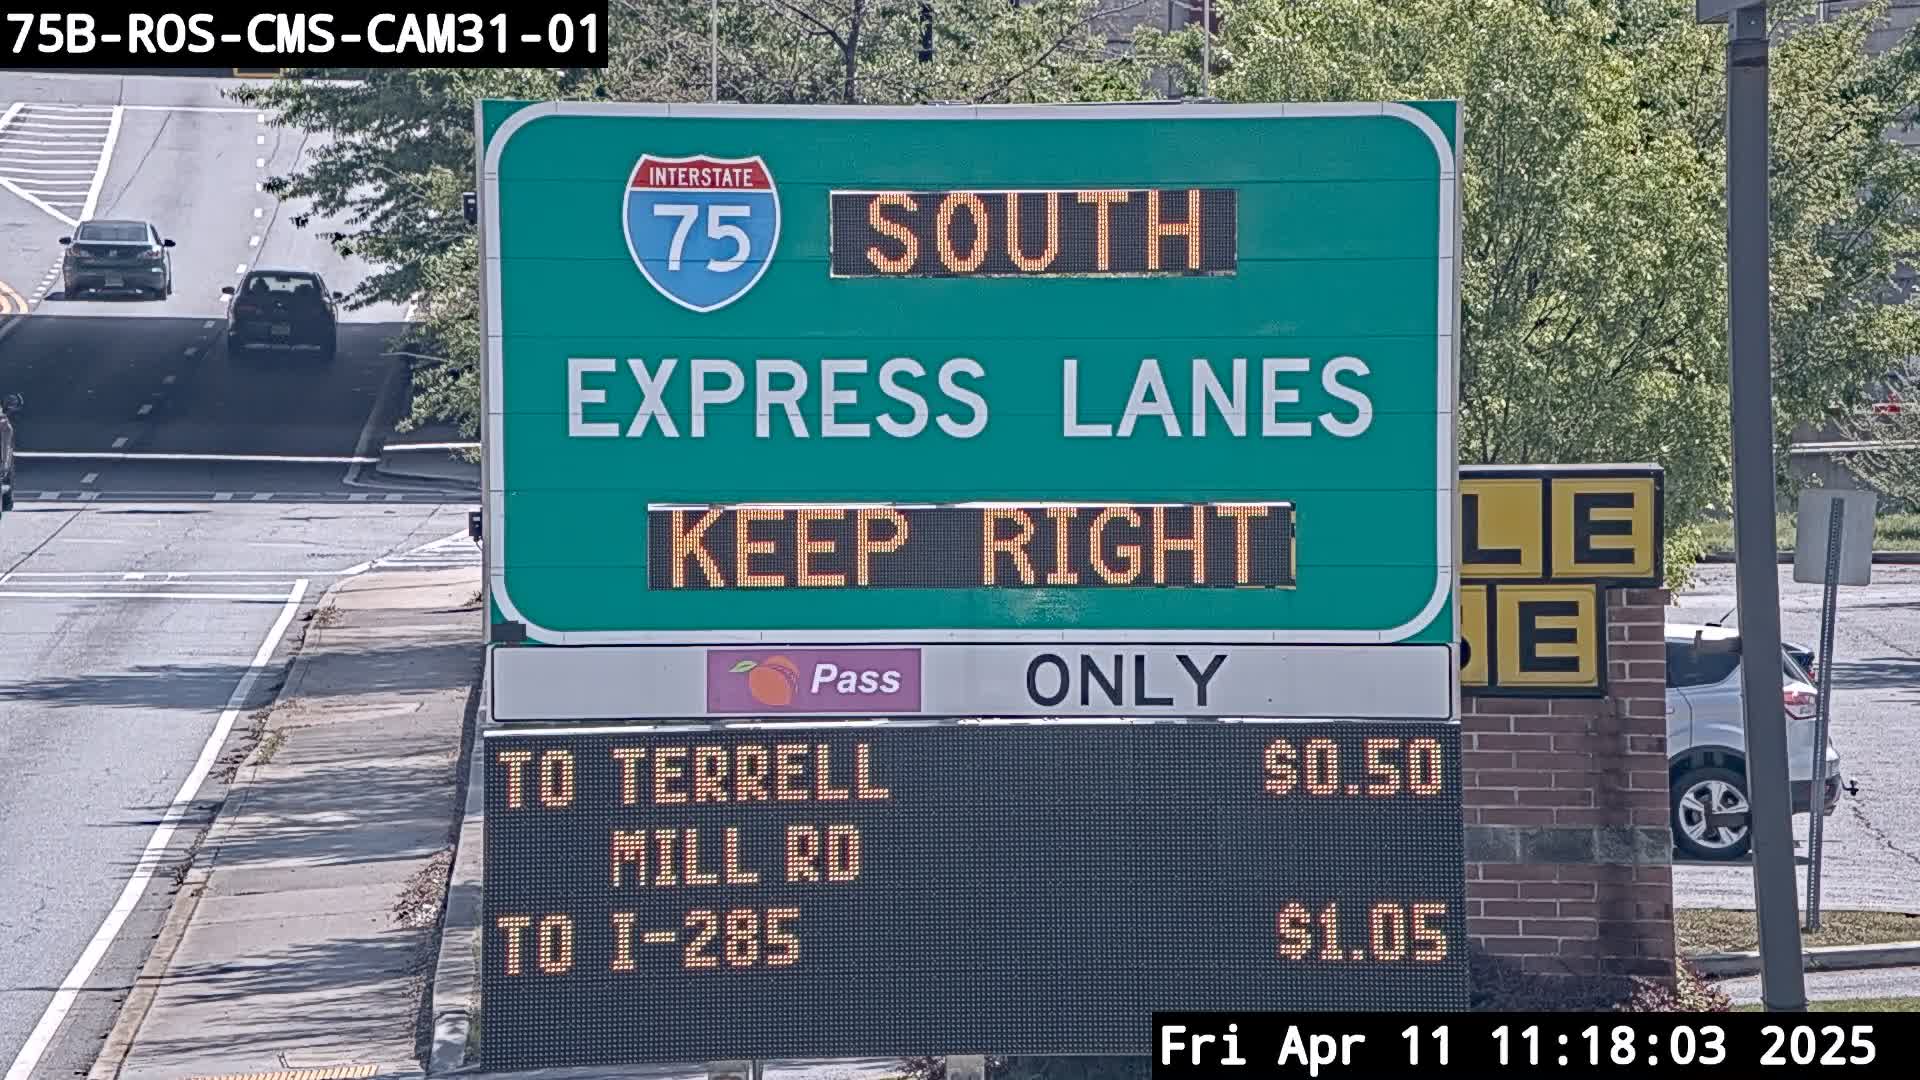 75B-ROS-CMS-CAM31-01
INTERSTATE
75 SOUTH
EXPRESS LANES
KEEP RIGHT
LE
E
Pass ONLY
TO TERRELL $0.50
MILL RD
TO I-285 $1.05
Fri Apr 11 11:18:03 2025